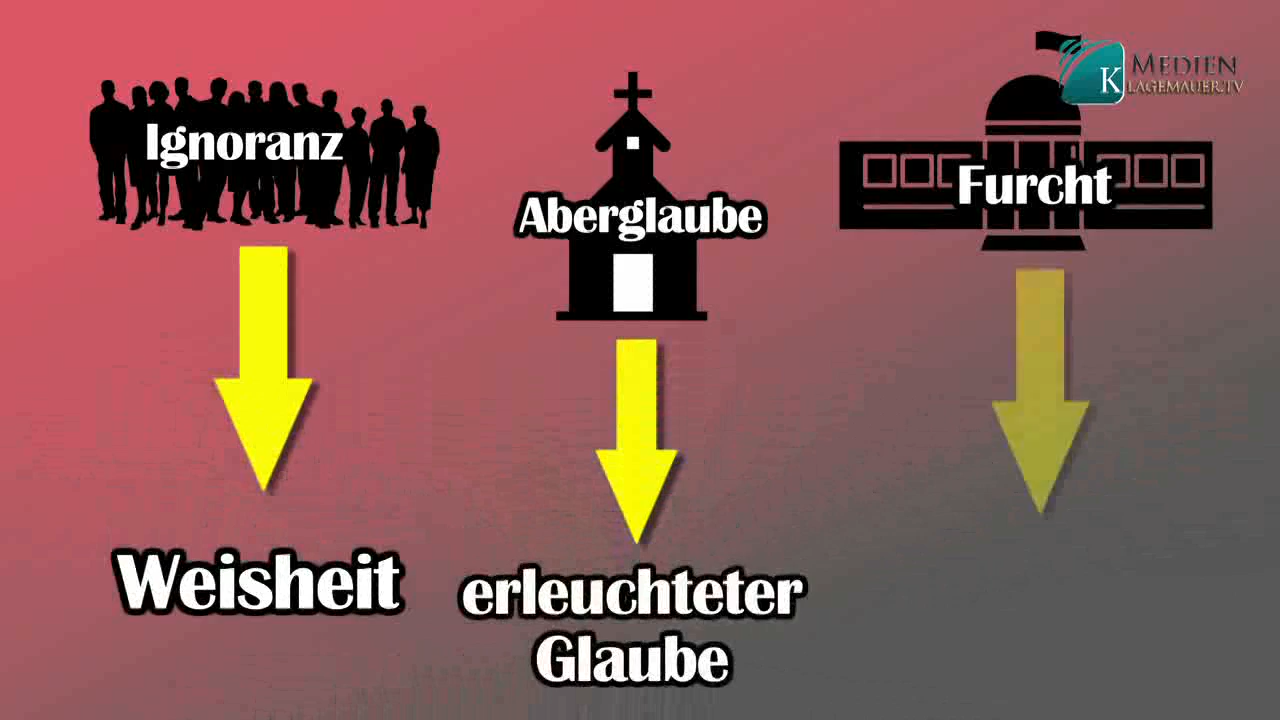 MEDIEN
KLAGEMAUER.TV
Ignoranz
Aberglaube
Furcht
Weisheit
erleuchteter
Glaube